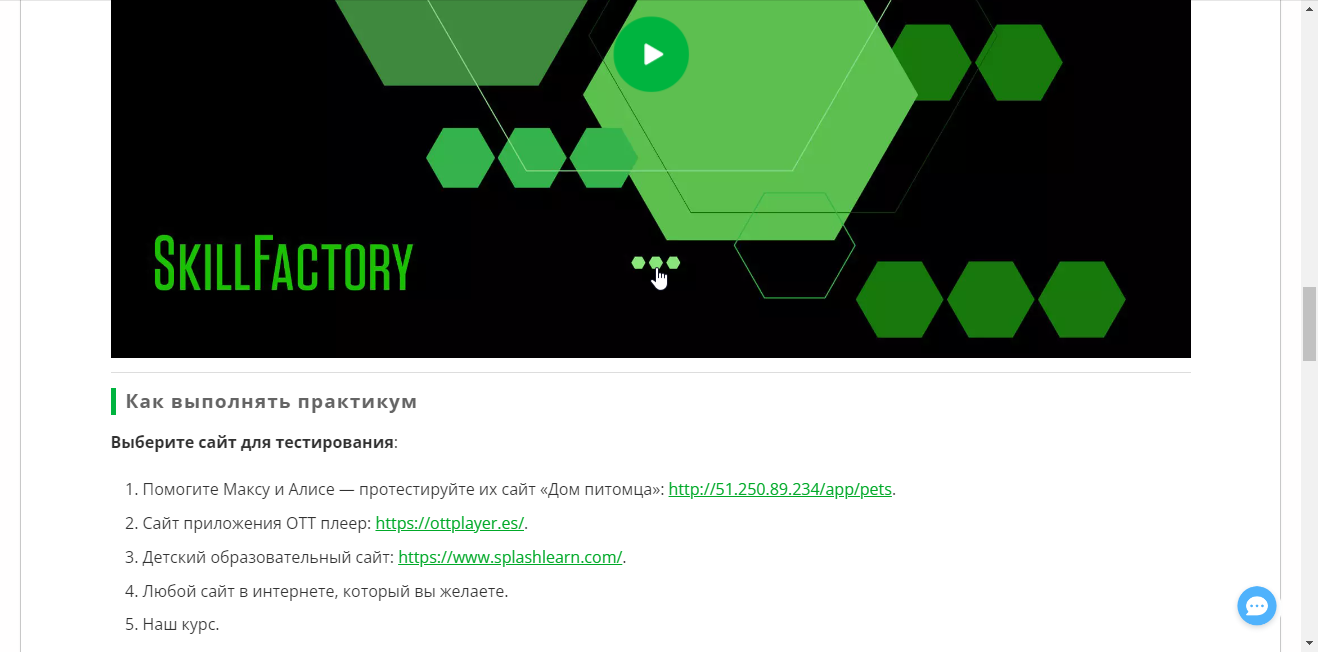 SKILLFACTORY
Как выполнять практикум
Выберите сайт для тестирования:
1. Помогите Максу и Алисе — протестируйте их сайт «Дом питомца»: http://51.250.89.234/app/pets.
2. Сайт приложения ОТТ плеер: https://ottplayer.es/.
3. Детский образовательный сайт: https://www.splashlearn.com/.
4. Любой сайт в интернете, который вы желаете.
5. Наш курс.